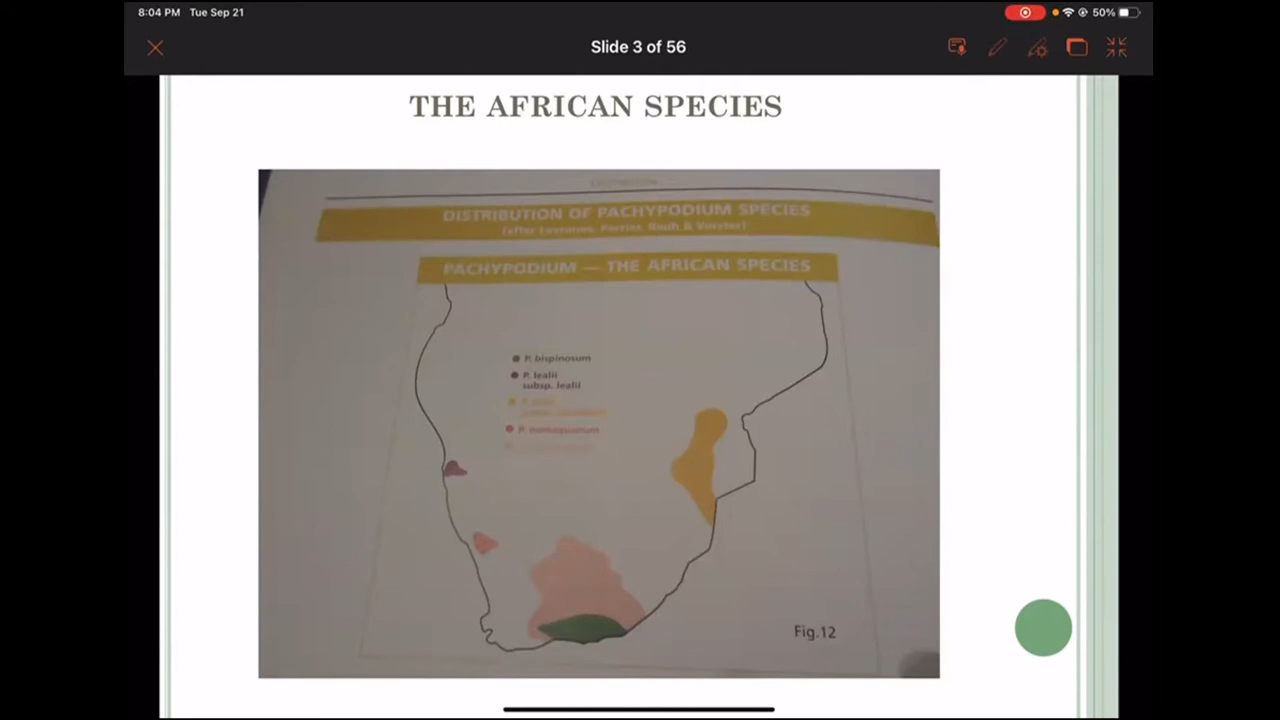 8:04 PM Tue Sep 21
50%
Slide 3 of 56
THE AFRICAN SPECIES
DISTRIBUTION OF PACHYPODIUM SPECIES
PACHYPODIUM — THE AFRICAN SPECIES
P. bispinosum
P. lealii
subsp. lealii
P. namaquanum
Fig.12